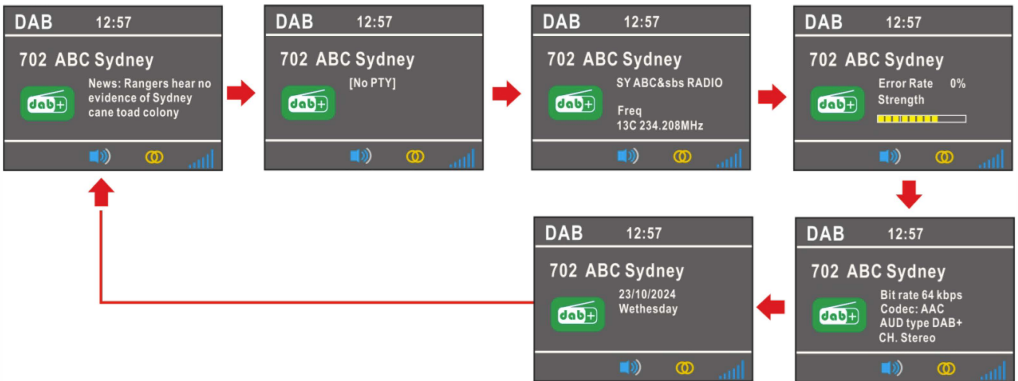 DAB 12:57
702 ABC Sydney
dab+
News: Rangers hear no
evidence of Sydney
cane toad colony
DAB 12:57
702 ABC Sydney
dab+
[No PTY]
DAB 12:57
702 ABC Sydney
dab+
SY ABC&sbs RADIO
Freq
13C 234.208MHz
DAB 12:57
702 ABC Sydney
dab+
Error Rate 0%
Strength
DAB 12:57
702 ABC Sydney
dab+
Bit rate 64 kbps
Codec: AAC
AUD type DAB+
CH. Stereo
DAB 12:57
702 ABC Sydney
dab+
23/10/2024
Wethesday